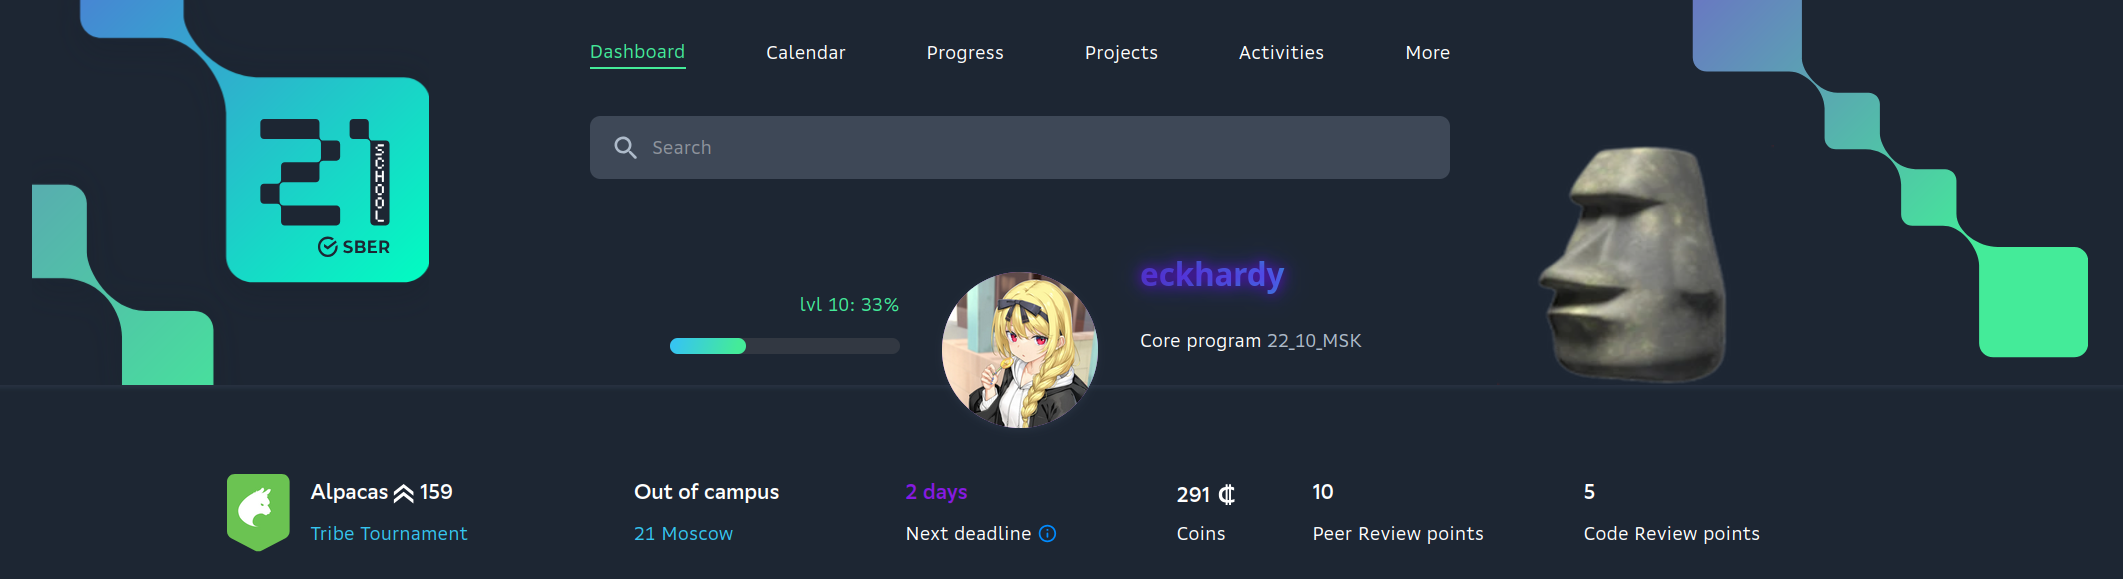 Dashboard Calendar Progress Projects Activities More
21 SCHOOL
SBER
Search
eckhardy
lvl 10: 33%
Core program 22_10_MSK
Alpacas 159
Tribe Tournament
Out of campus
21 Moscow
2 days
Next deadline
291
Coins
10
Peer Review points
5
Code Review points